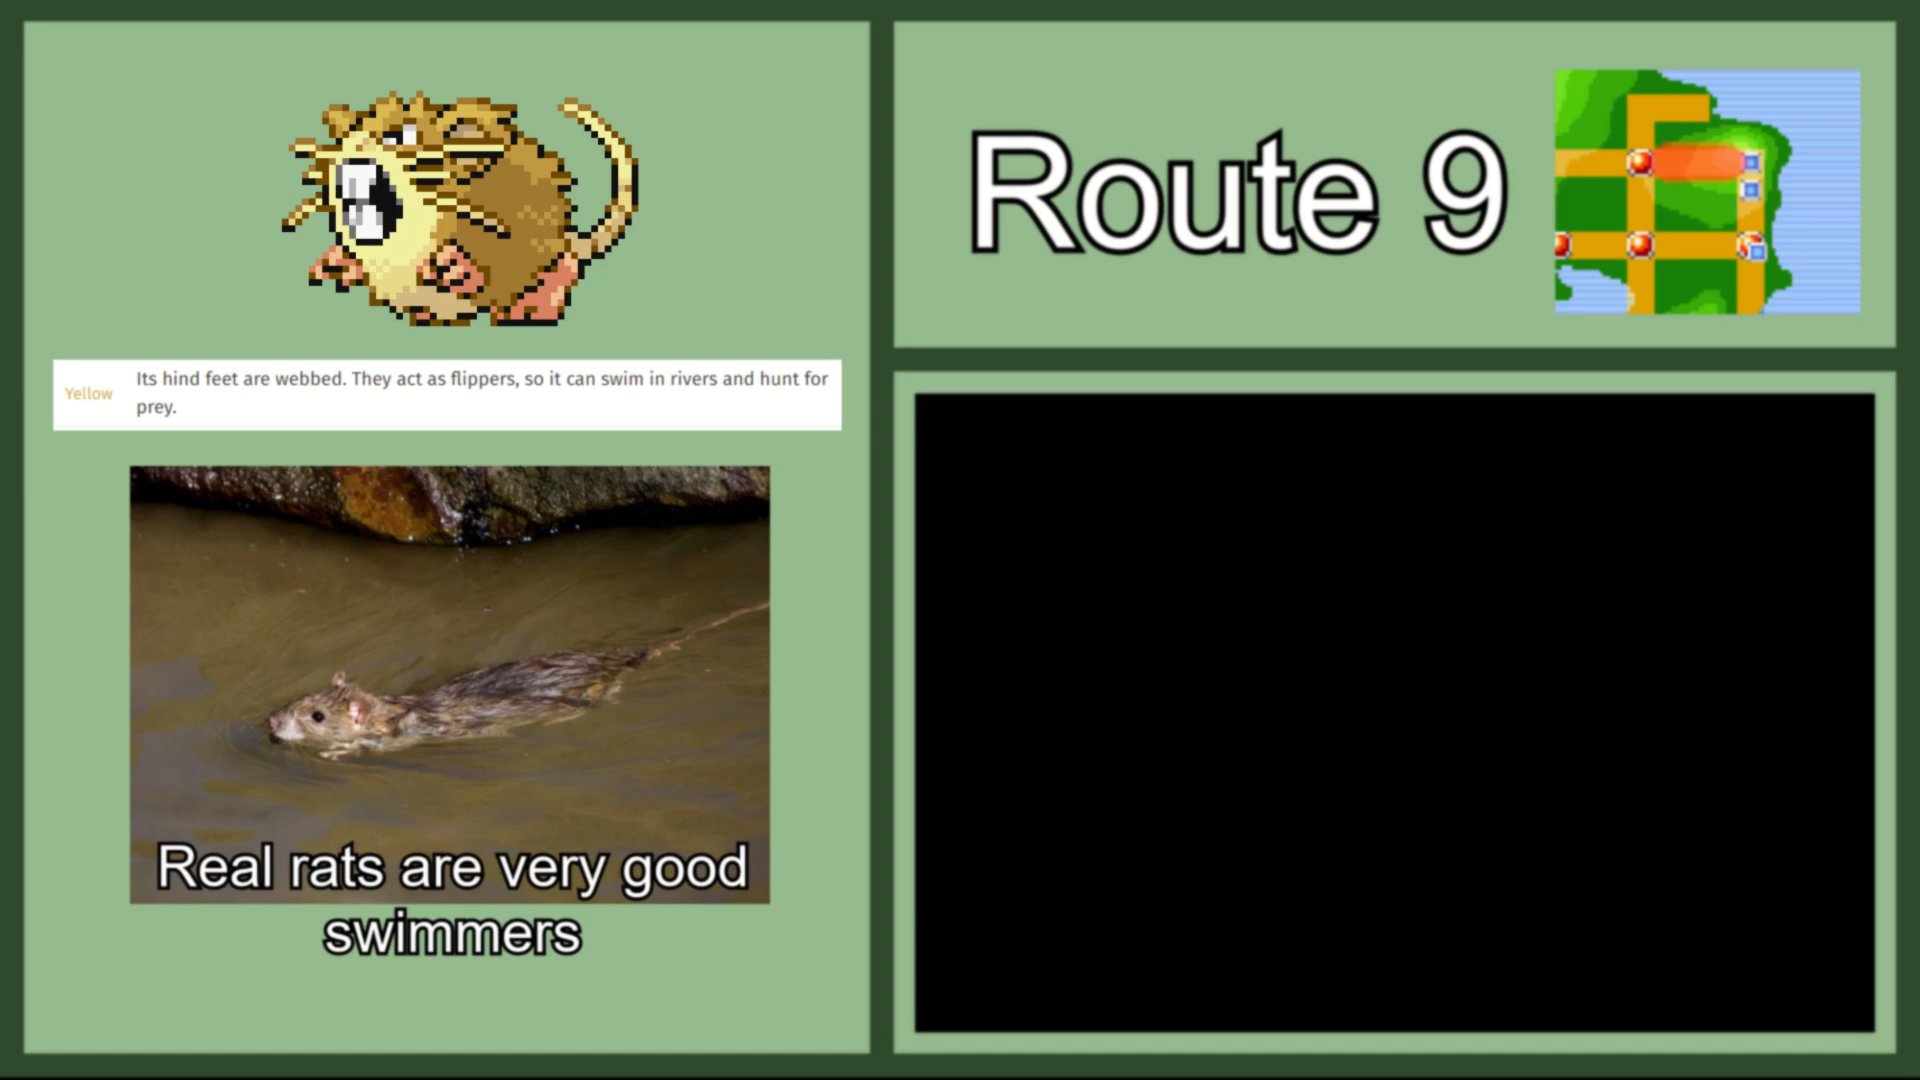 Route 9
Yellow
Its hind feet are webbed. They act as flippers, so it can swim in rivers and hunt for
prey.
Real rats are very good
swimmers